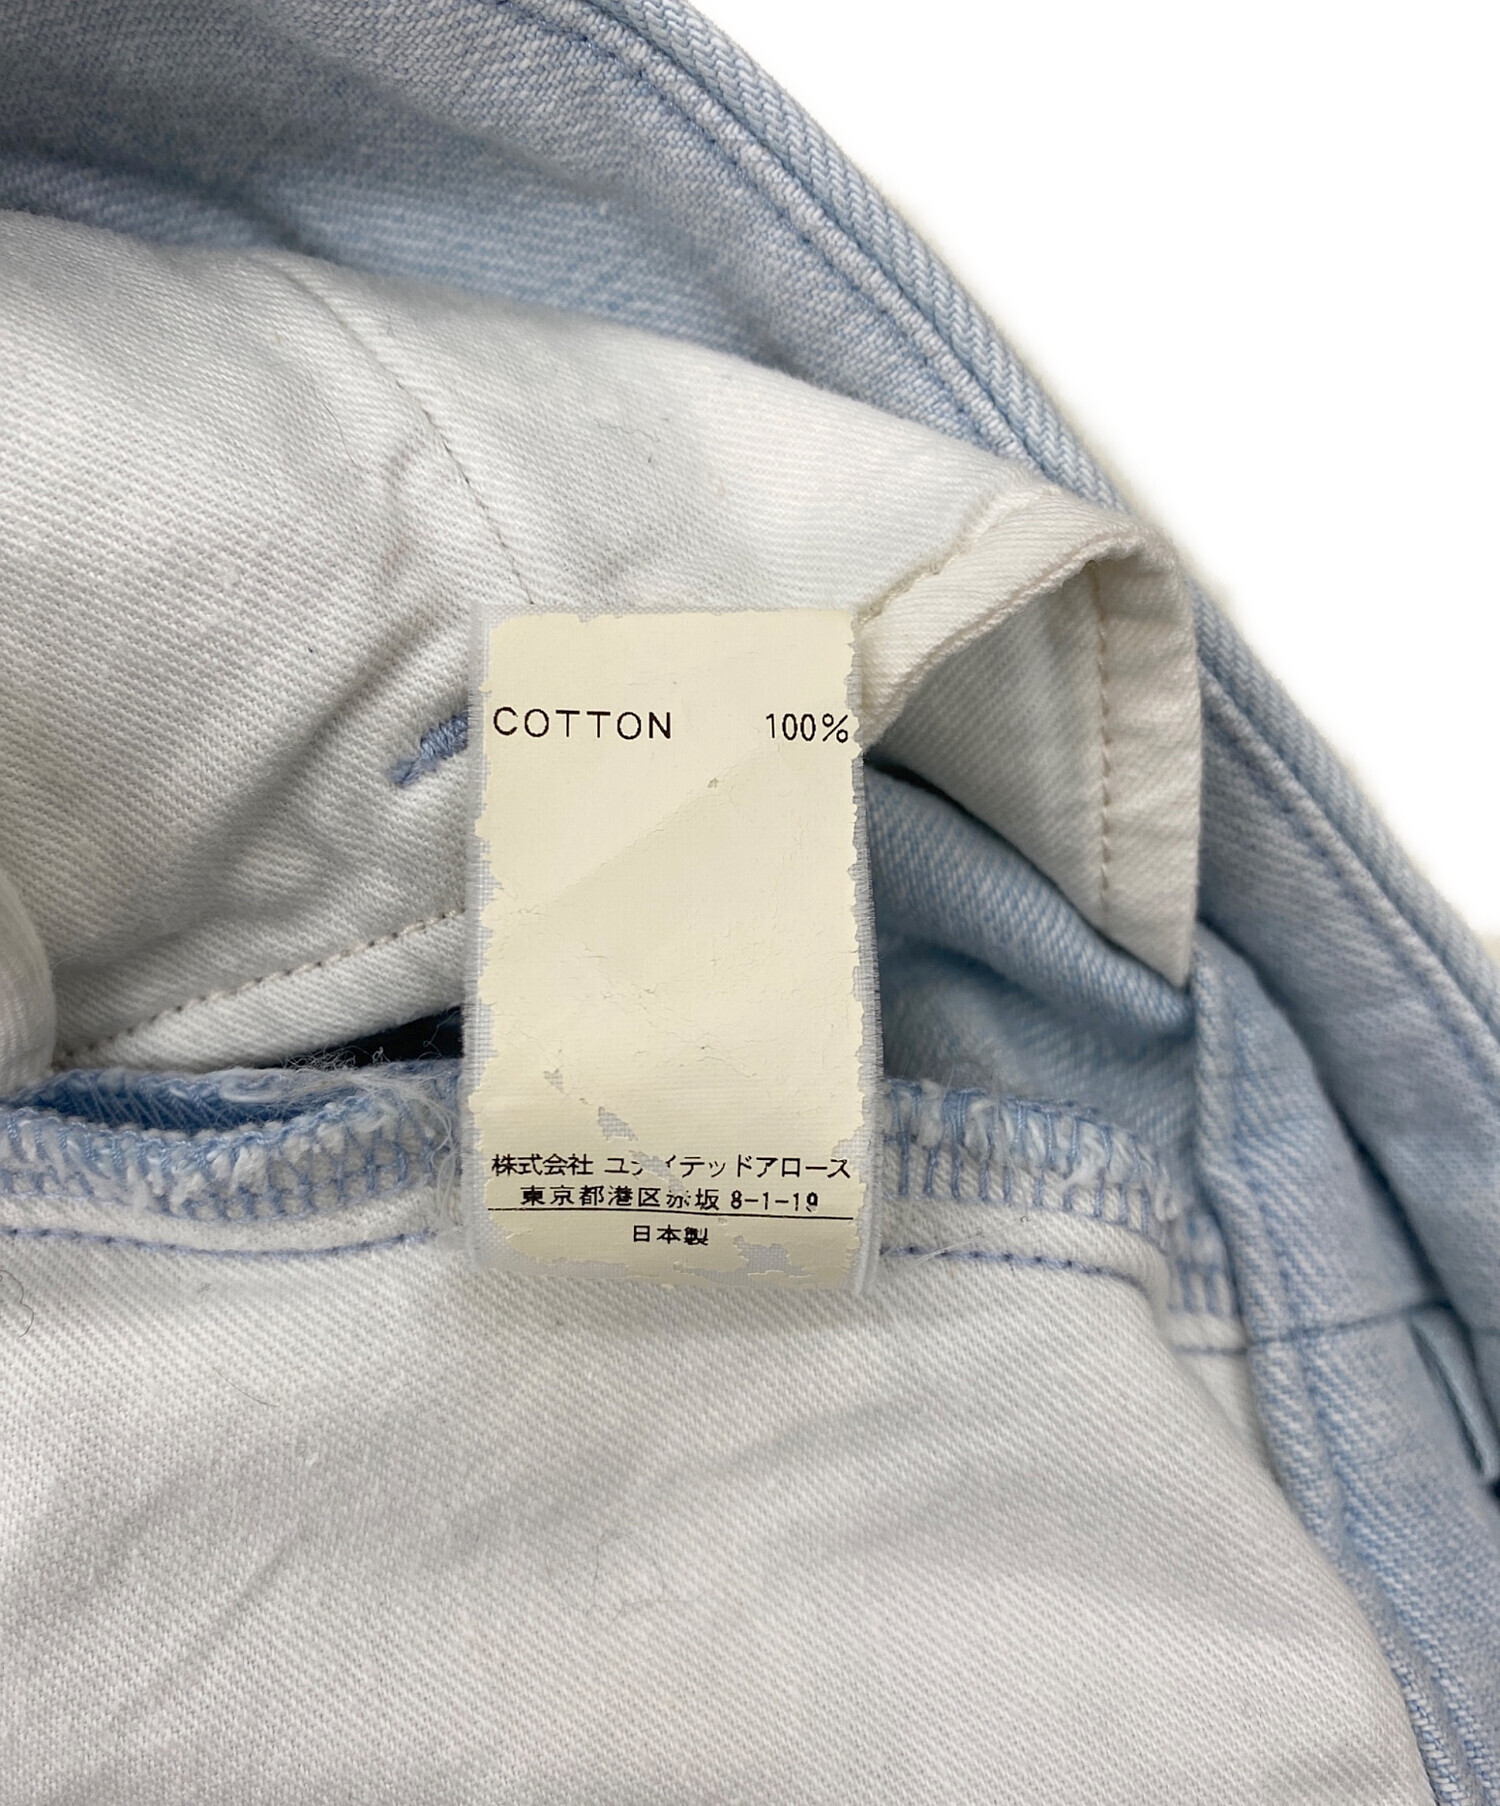 COTTON 100%
株式会社 ユナイテッドアローズ
東京都港区赤坂 8-1-19
日本製